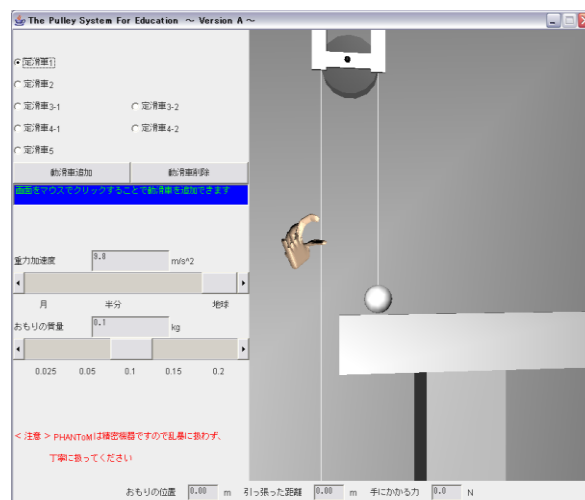 The Pulley System For Education ～ Version A ～
定滑車1
定滑車2
定滑車3-1 定滑車3-2
定滑車4-1 定滑車4-2
定滑車5
動滑車追加 動滑車削除
画面をマウスでクリックすることで動滑車を追加できます
重力加速度 9.8 m/s^2
月 半分 地球
おもりの質量 0.1 kg
0.025 0.05 0.1 0.15 0.2
< 注意 > PHANToMは精密機器ですので乱暴に扱わず、
丁寧に扱ってください
おもりの位置 0.00 m 引っ張った距離 0.00 m 手にかかる力 0.0 N